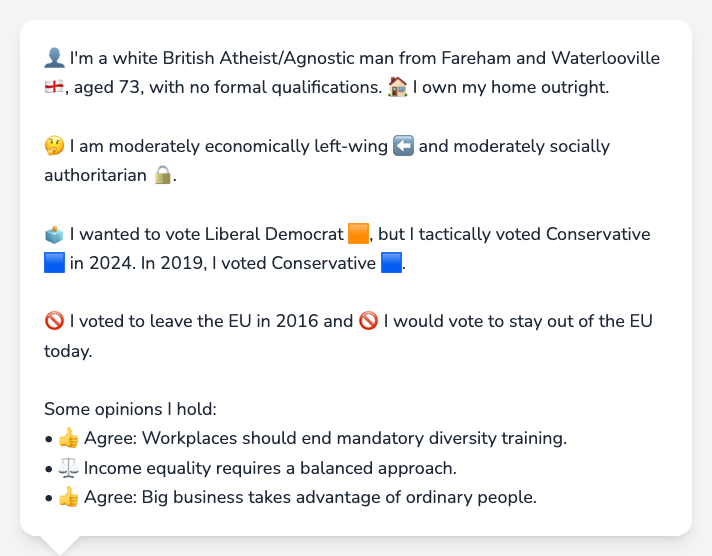 👤 I'm a white British Atheist/Agnostic man from Fareham and Waterlooville
🏴󠁧󠁢󠁥󠁮󠁧󠁿, aged 73, with no formal qualifications. 🏠 I own my home outright.
🤔 I am moderately economically left-wing ⬅️ and moderately socially
authoritarian 🔒.
🗳️ I wanted to vote Liberal Democrat 🟧, but I tactically voted Conservative
🟦 in 2024. In 2019, I voted Conservative 🟦.
🚫 I voted to leave the EU in 2016 and 🚫 I would vote to stay out of the EU
today.
Some opinions I hold:
• 👍 Agree: Workplaces should end mandatory diversity training.
• ⚖️ Income equality requires a balanced approach.
• 👍 Agree: Big business takes advantage of ordinary people.